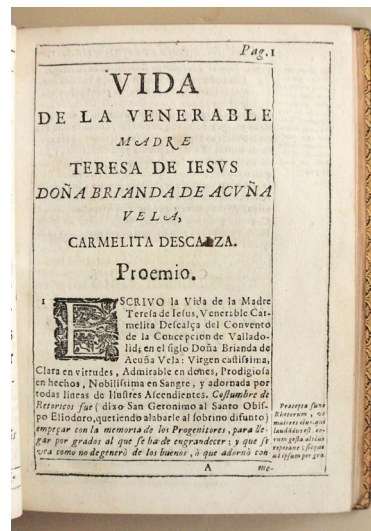 Pag. 1
VIDA
DE LA VENERABLE
MADRE
TERESA DE IESVS
DOÑA BRIANDA DE ACVÑA
VELA,
CARMELITA DESCALZA.
Proemio.
1 ESCRIVO la Vida de la Madre
Teresa de Iesus, Venerable Car-
melita Descalça del Convento
de la Concepcion de Vallado-
lid; en el siglo Doña Brianda de
Acuña Vela: Virgen castissima,
Clara en virtudes, Admirable en dones, Prodigiosa
en hechos, Nobilissima en Sangre, y adornada por
todas lineas de Ilustres Ascendientes. Costumbre de
Retoricos fue (dixo San Geronimo al Santo Obis-
po Eliodoro, queriendo alabarle al sobrino difunto)
empeçar con la memoria de los Progenitores, para lle-
gar por grados al que se ha de engrandecer; y que se
vea como no degenerò de los buenos, ò que adornò con
A me-
Precepta sunt
Rhetorum, ut
maiores eius, qui
laudandus est, eo-
rum gesta altius
repetant; sicque
ad ipsum per gra-